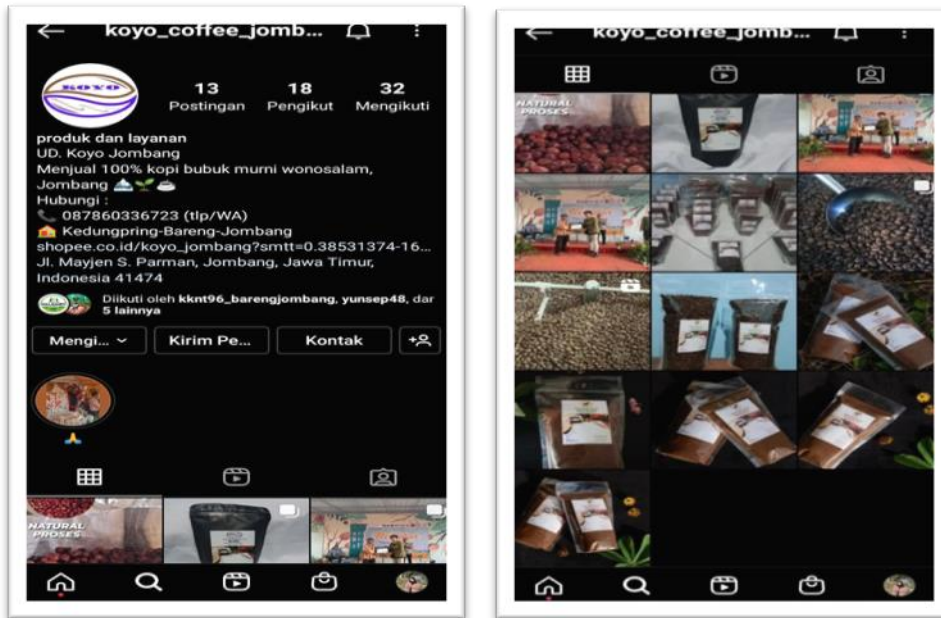 koyo_coffee_jomb...
KOYO
13 18 32
Postingan Pengikut Mengikuti
produk dan layanan
UD. Koyo Jombang
Menjual 100% kopi bubuk murni wonosalam,
Jombang
Hubungi :
087860336723 (tlp/WA)
Kedungpring-Bareng-Jombang
shopee.co.id/koyo_jombang?smtt=0.38531374-16...
Jl. Mayjen S. Parman, Jombang, Jawa Timur,
Indonesia 41474
Diikuti oleh kknt96_barengjombang, yunsep48, dar
5 lainnya
Mengi... Kirim Pe... Kontak
NATURAL
PROSES
koyo_coffee_jomb...
NATURAL
PROSES